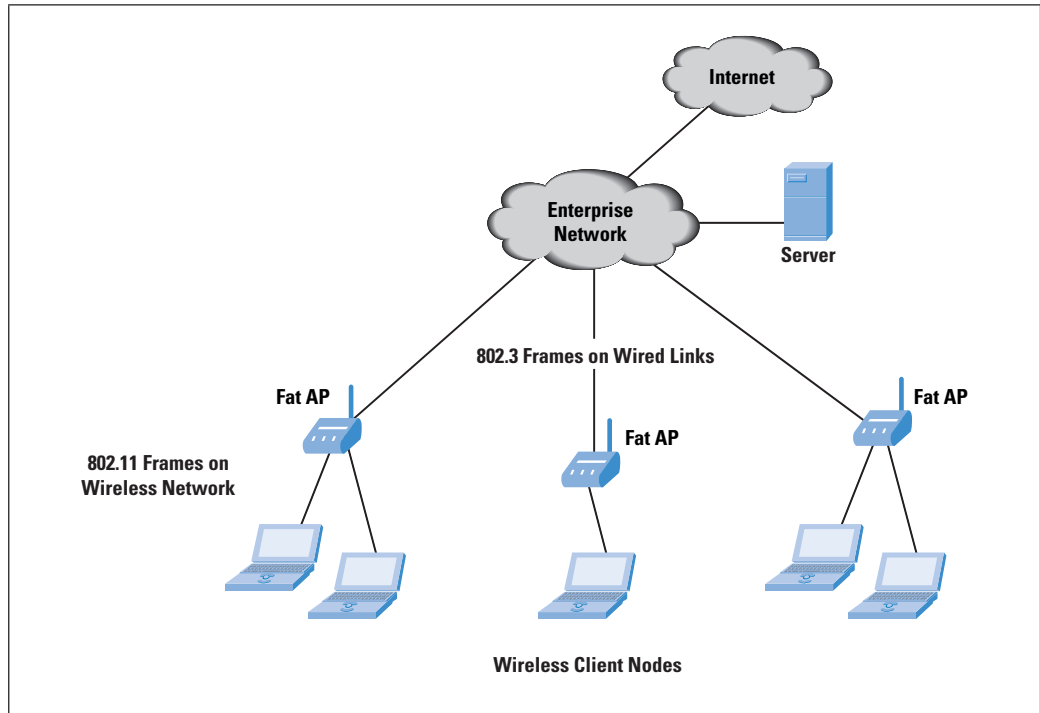 Internet
Enterprise
Network
Server
802.3 Frames on Wired Links
Fat AP
Fat AP
Fat AP
802.11 Frames on
Wireless Network
Wireless Client Nodes